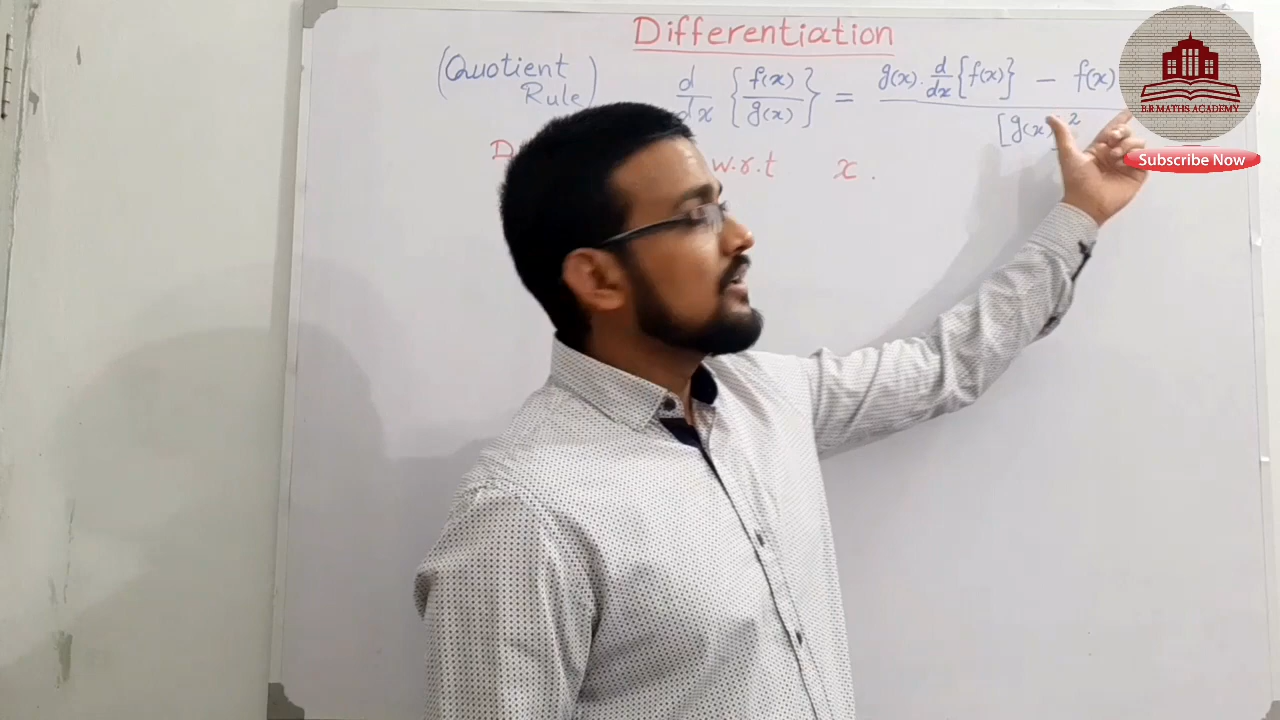 Differentiation
(Quotient Rule) d/dx {f(x)/g(x)} = g(x). d/dx {f(x)} - f(x) / [g(x)]²
w.r.t x.
B.R MATHS ACADEMY
Subscribe Now